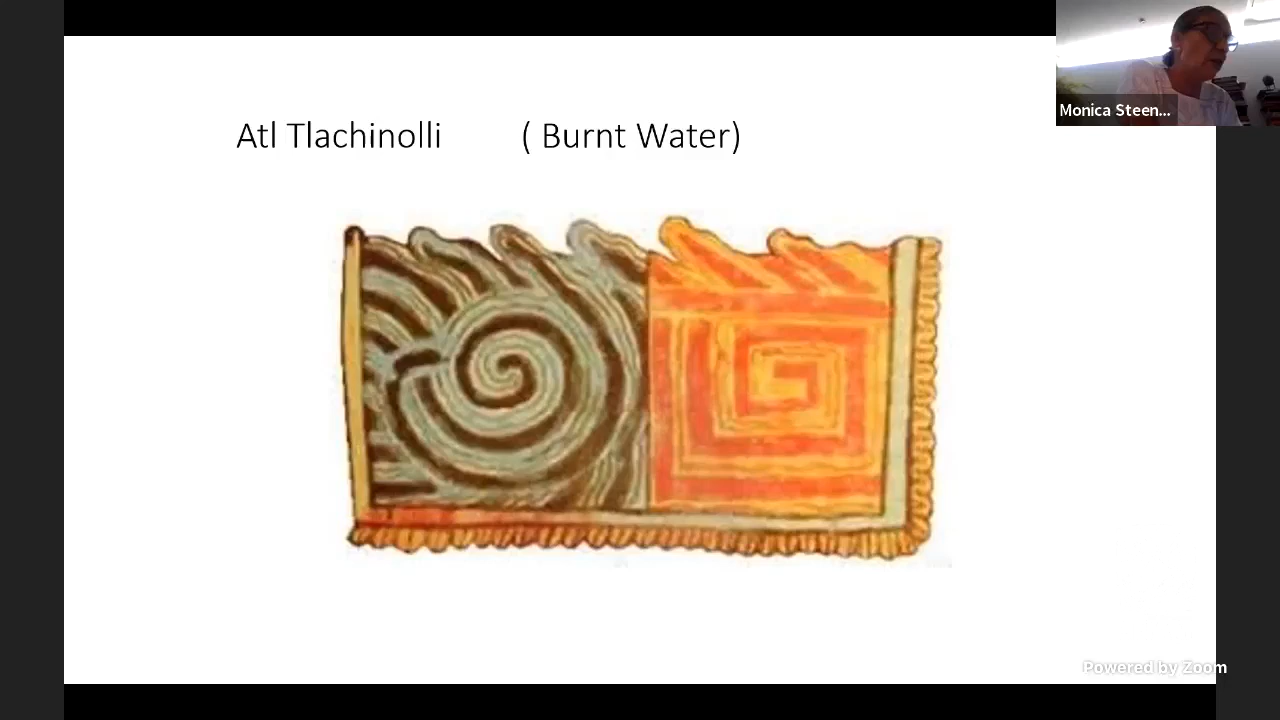 Monica Steen...
Atl Tlachinolli ( Burnt Water)
Powered by Zoom